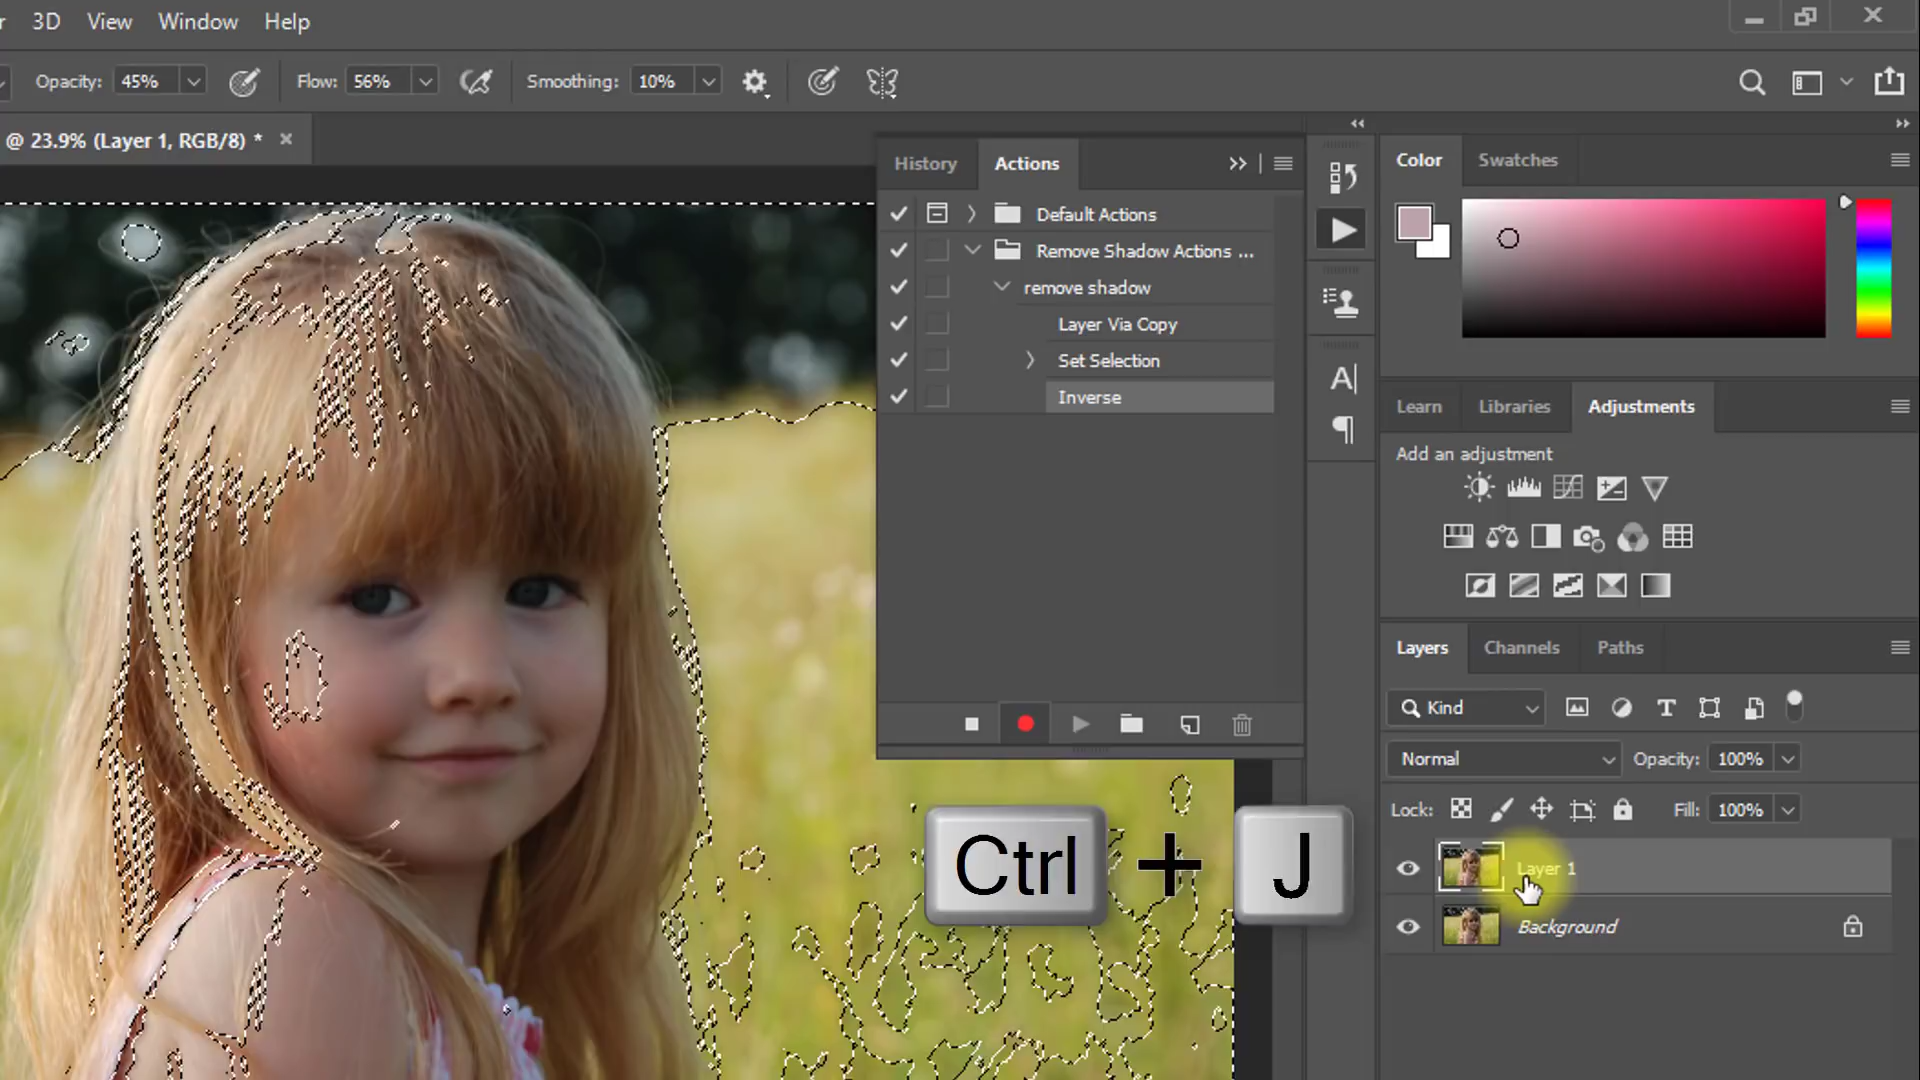 3D View Window Help
Opacity: 45% Flow: 56% Smoothing: 10%
@ 23.9% (Layer 1, RGB/8) *
History Actions
Default Actions
Remove Shadow Actions ...
remove shadow
Layer Via Copy
Set Selection
Inverse
Color Swatches
Learn Libraries Adjustments
Add an adjustment
Layers Channels Paths
Kind
Normal Opacity: 100%
Lock: Fill: 100%
Layer 1
Background
Ctrl + J